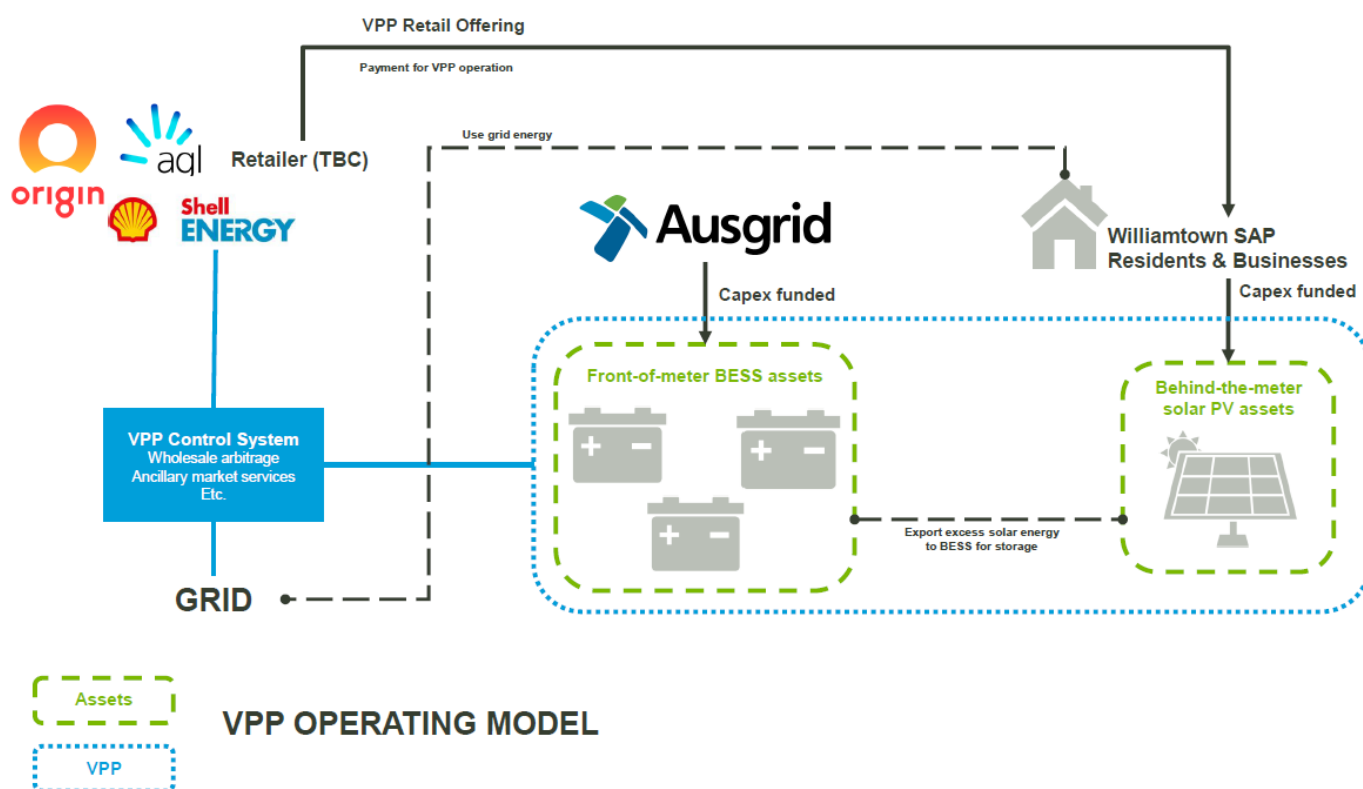 VPP Retail Offering
Payment for VPP operation
origin
agl
Retailer (TBC)
Shell
ENERGY
Use grid energy
Ausgrid
Williamtown SAP
Residents & Businesses
Capex funded
Capex funded
Front-of-meter BESS assets
Behind-the-meter
solar PV assets
VPP Control System
Wholesale arbitrage
Ancillary market services
Etc.
Export excess solar energy
to BESS for storage
GRID
Assets
VPP OPERATING MODEL
VPP